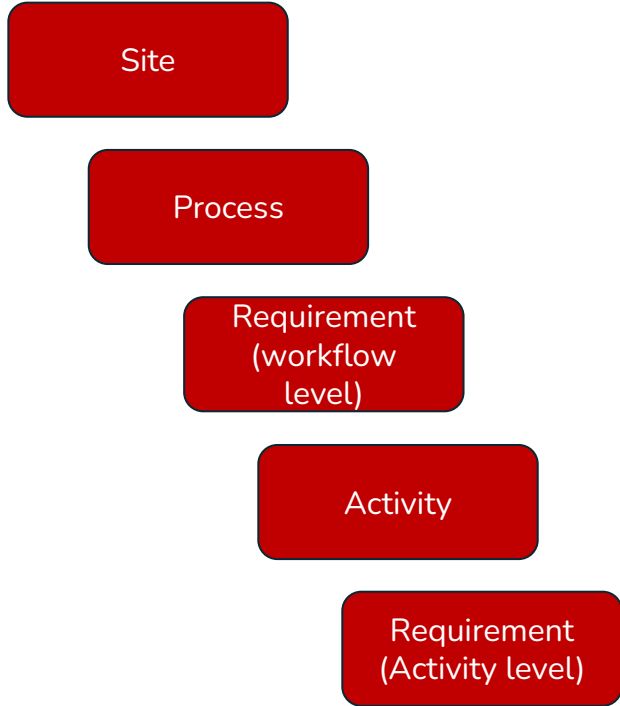 Site
Process
Requirement
(workflow
level)
Activity
Requirement
(Activity level)